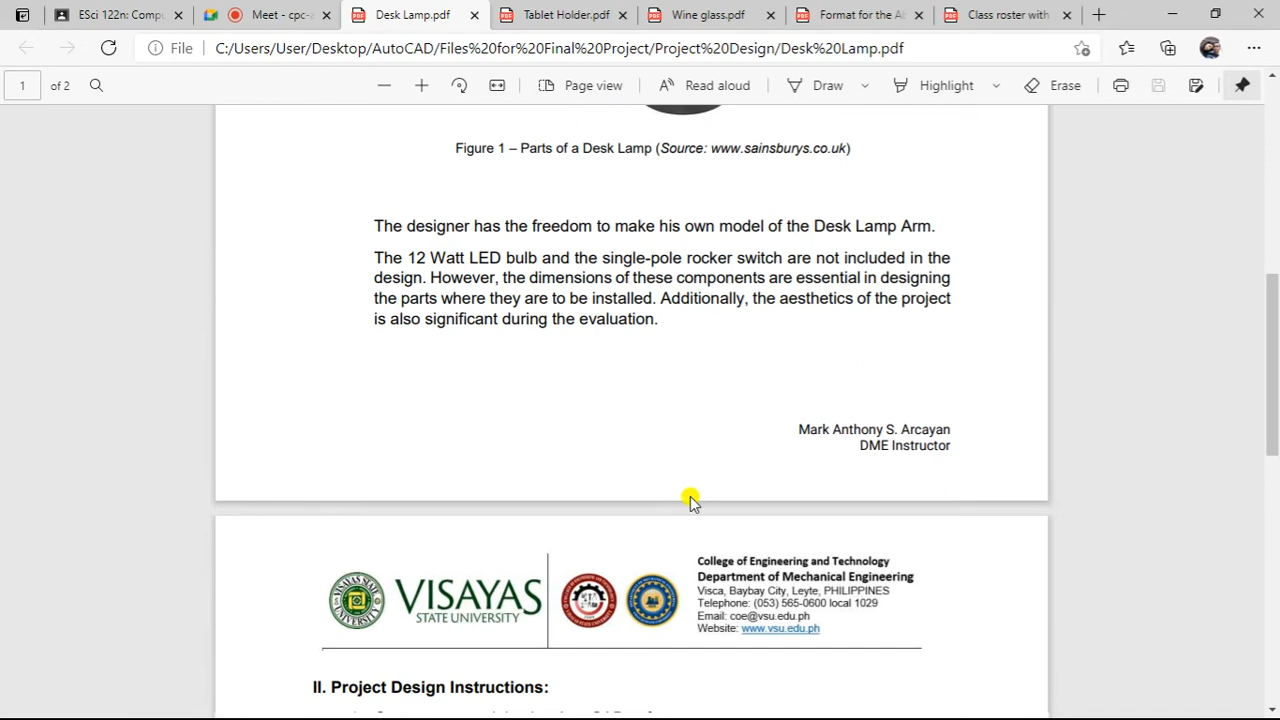 ESci 122n: Compu
Meet - cpc-a
Desk Lamp.pdf
Tablet Holder.pdf
Wine glass.pdf
Format for the Ab
Class roster with
File
C:/Users/User/Desktop/AutoCAD/Files%20for%20Final%20Project/Project%20Design/Desk%20Lamp.pdf
1 of 2
Page view
Read aloud
Draw
Highlight
Erase
Figure 1 – Parts of a Desk Lamp (Source: www.sainsburys.co.uk)
The designer has the freedom to make his own model of the Desk Lamp Arm.
The 12 Watt LED bulb and the single-pole rocker switch are not included in the
design. However, the dimensions of these components are essential in designing
the parts where they are to be installed. Additionally, the aesthetics of the project
is also significant during the evaluation.
Mark Anthony S. Arcayan
DME Instructor
VISAYAS
STATE UNIVERSITY
College of Engineering and Technology
Department of Mechanical Engineering
Visca, Baybay City, Leyte, PHILIPPINES
Telephone: (053) 565-0600 local 1029
Email: coe@vsu.edu.ph
Website: www.vsu.edu.ph
II. Project Design Instructions: